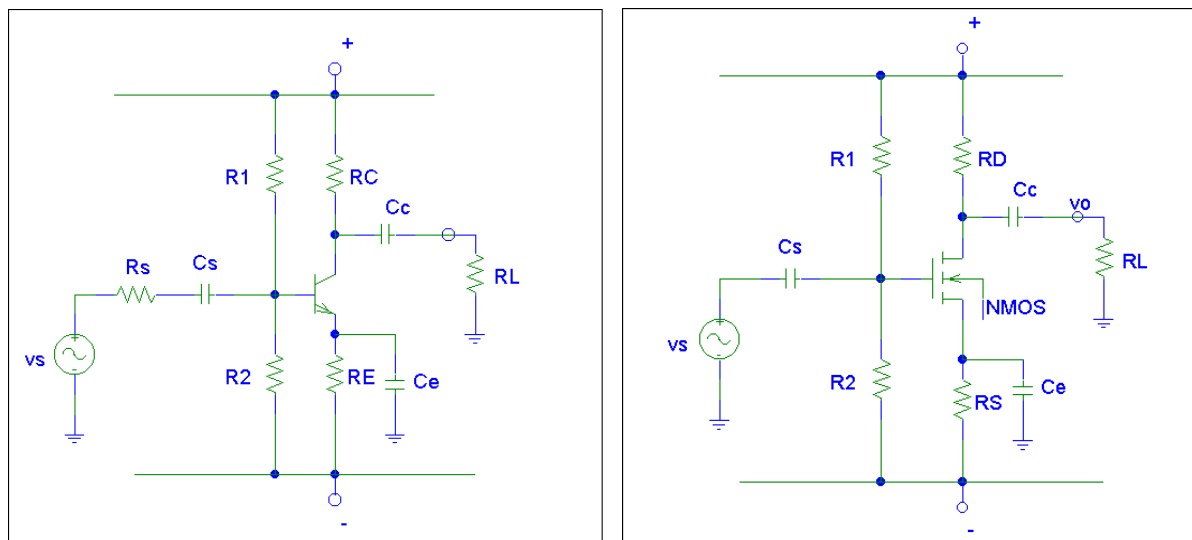 +
R1
RC
Cc
Rs
Cs
RL
+
vs
-
R2
RE
Ce
-
+
R1
RD
Cc
vo
Cs
RL
NMOS
+
vs
-
R2
RS
Ce
-